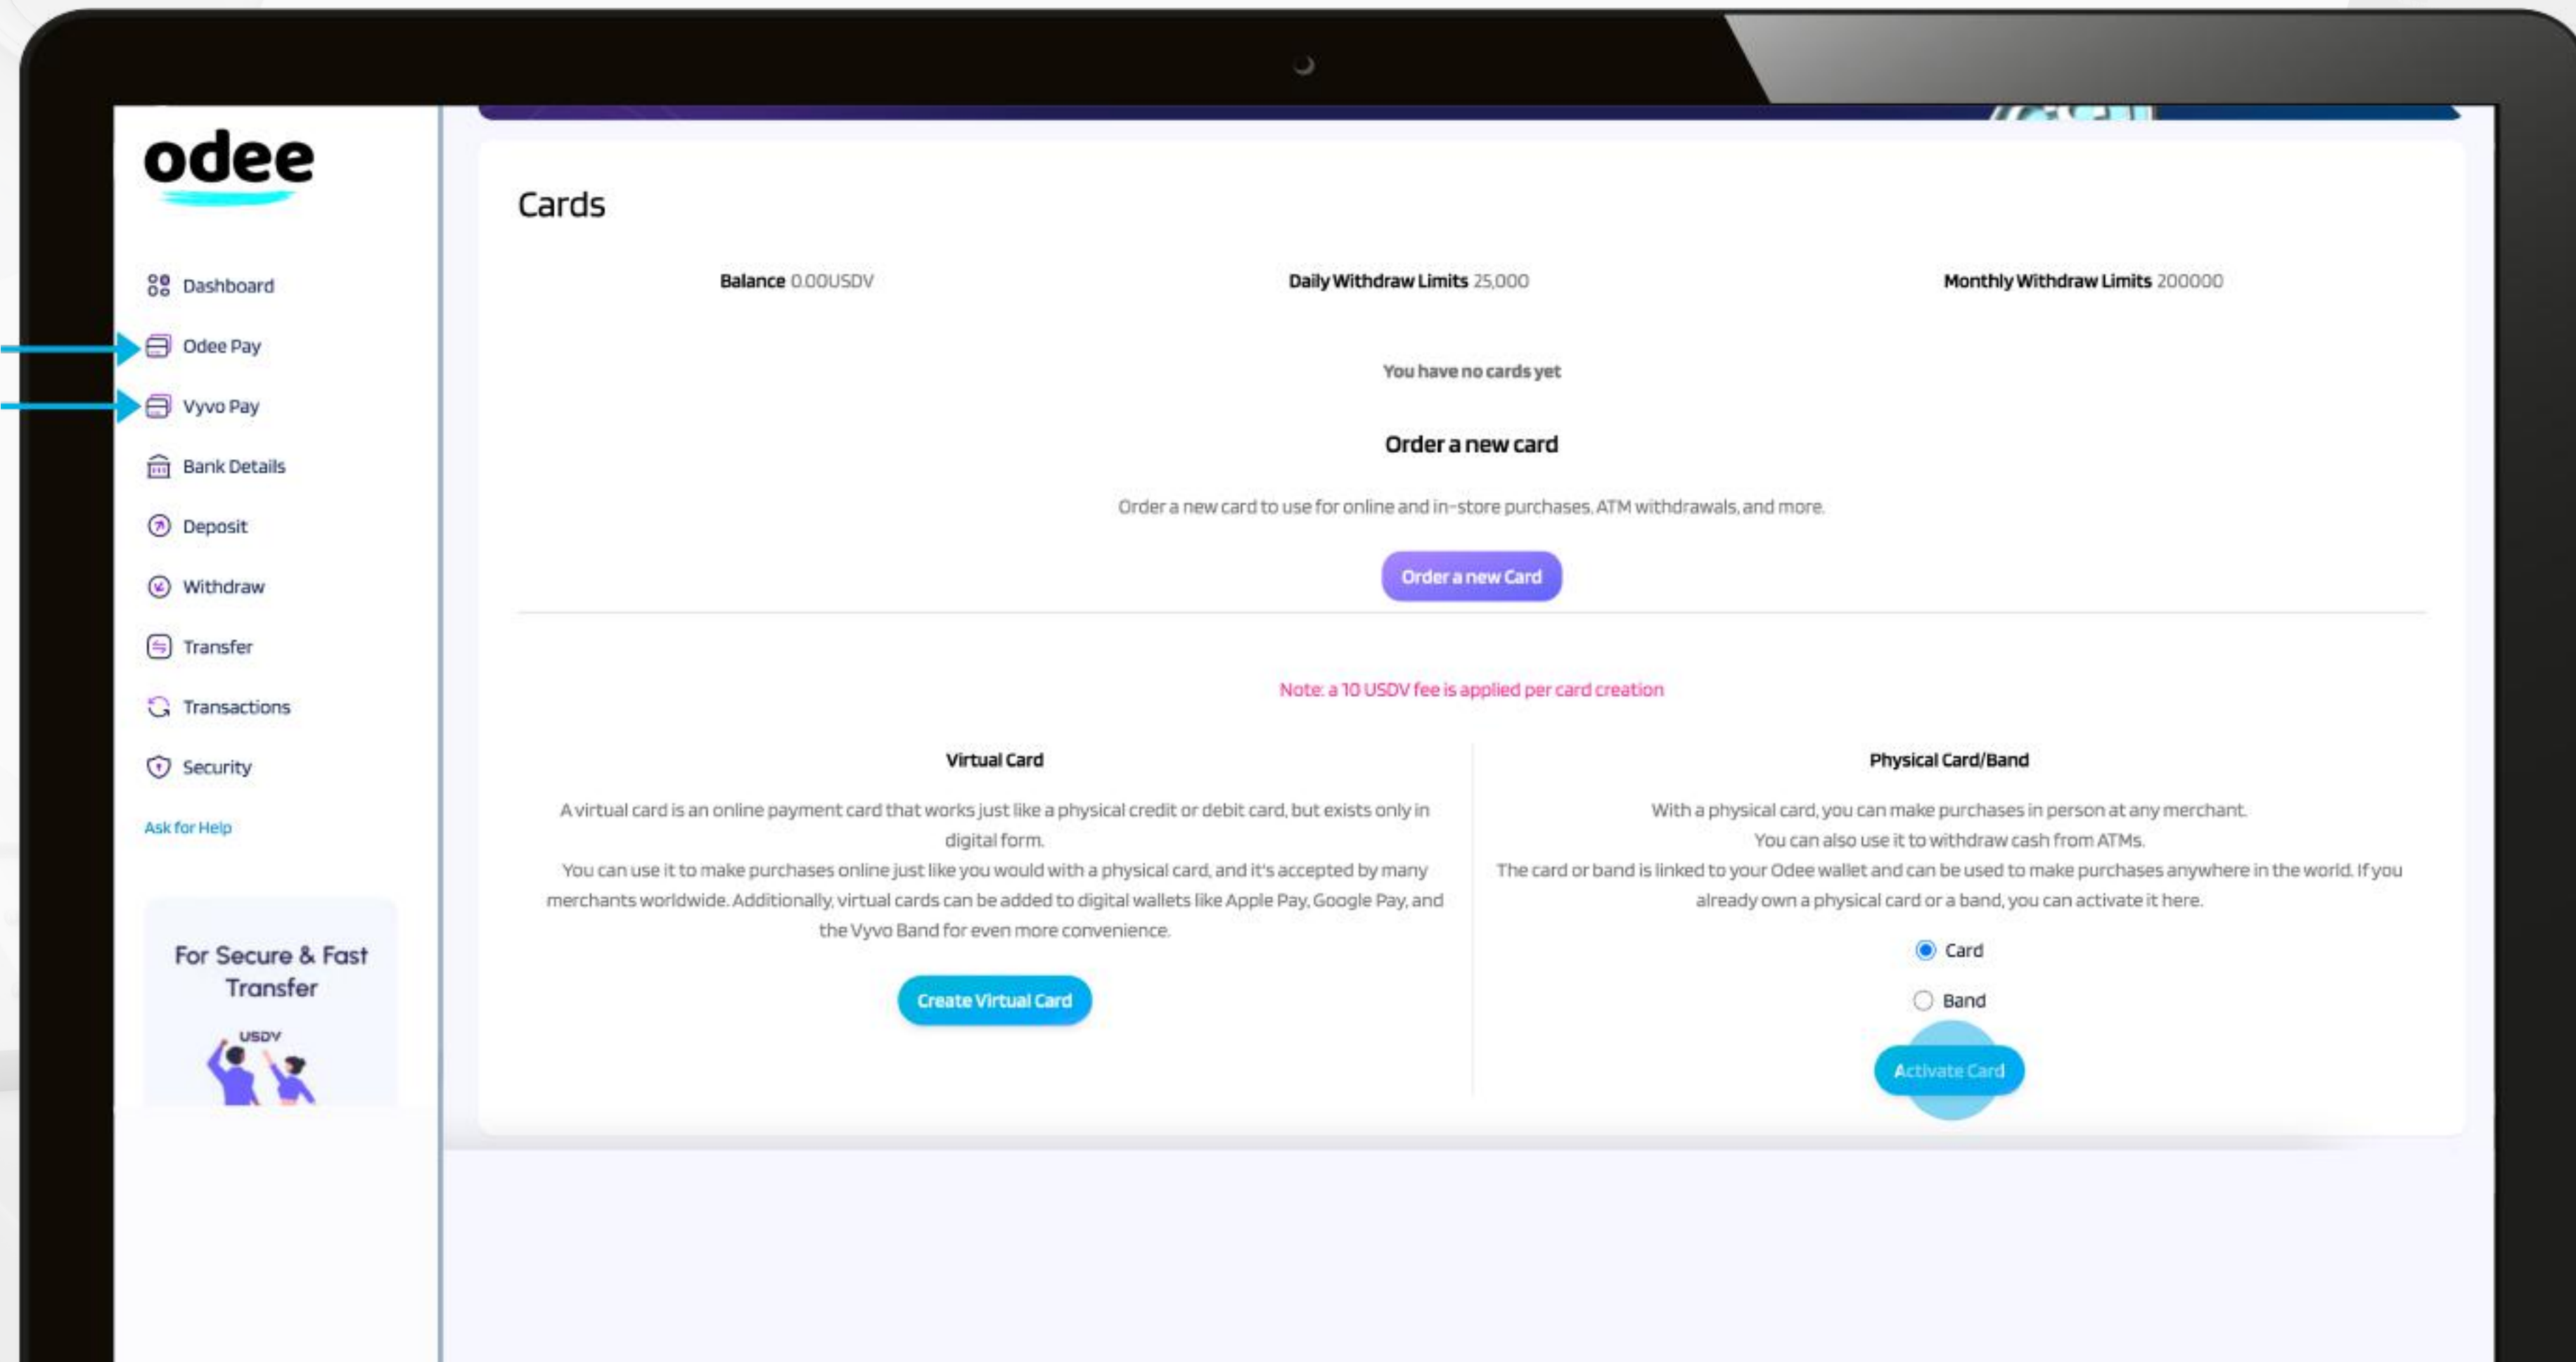 odee
Dashboard
Odee Pay
Vyvo Pay
Bank Details
Deposit
Withdraw
Transfer
Transactions
Security
Ask for Help
For Secure & Fast
Transfer
USDV
Cards
Balance 0.00USDV
Daily Withdraw Limits 25,000
Monthly Withdraw Limits 200000
You have no cards yet
Order a new card
Order a new card to use for online and in-store purchases, ATM withdrawals, and more.
Order a new Card
Note: a 10 USDV fee is applied per card creation
Virtual Card
A virtual card is an online payment card that works just like a physical credit or debit card, but exists only in
digital form.
You can use it to make purchases online just like you would with a physical card, and it's accepted by many
merchants worldwide. Additionally, virtual cards can be added to digital wallets like Apple Pay, Google Pay, and
the Vyvo Band for even more convenience.
Create Virtual Card
Physical Card/Band
With a physical card, you can make purchases in person at any merchant.
You can also use it to withdraw cash from ATMs.
The card or band is linked to your Odee wallet and can be used to make purchases anywhere in the world. If you
already own a physical card or a band, you can activate it here.
Card
Band
Activate Card